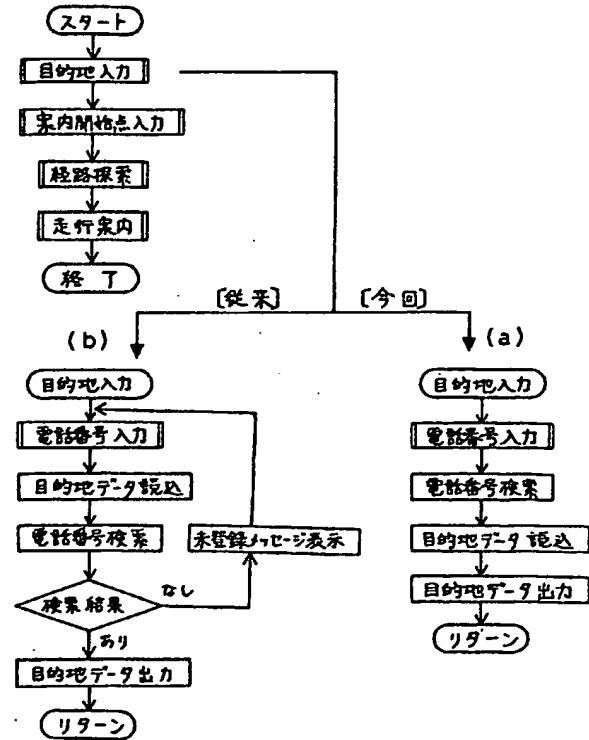 スタート
目的地入力
案内開始点入力
経路探索
走行案内
終了
[従来]
[今回]
(b)
(a)
目的地入力
電話番号入力
目的地データ読込
電話番号検索
未登録メッセージ表示
検索結果
なし
あり
目的地データ出力
リターン
目的地入力
電話番号入力
電話番号検索
目的地データ読込
目的地データ出力
リターン